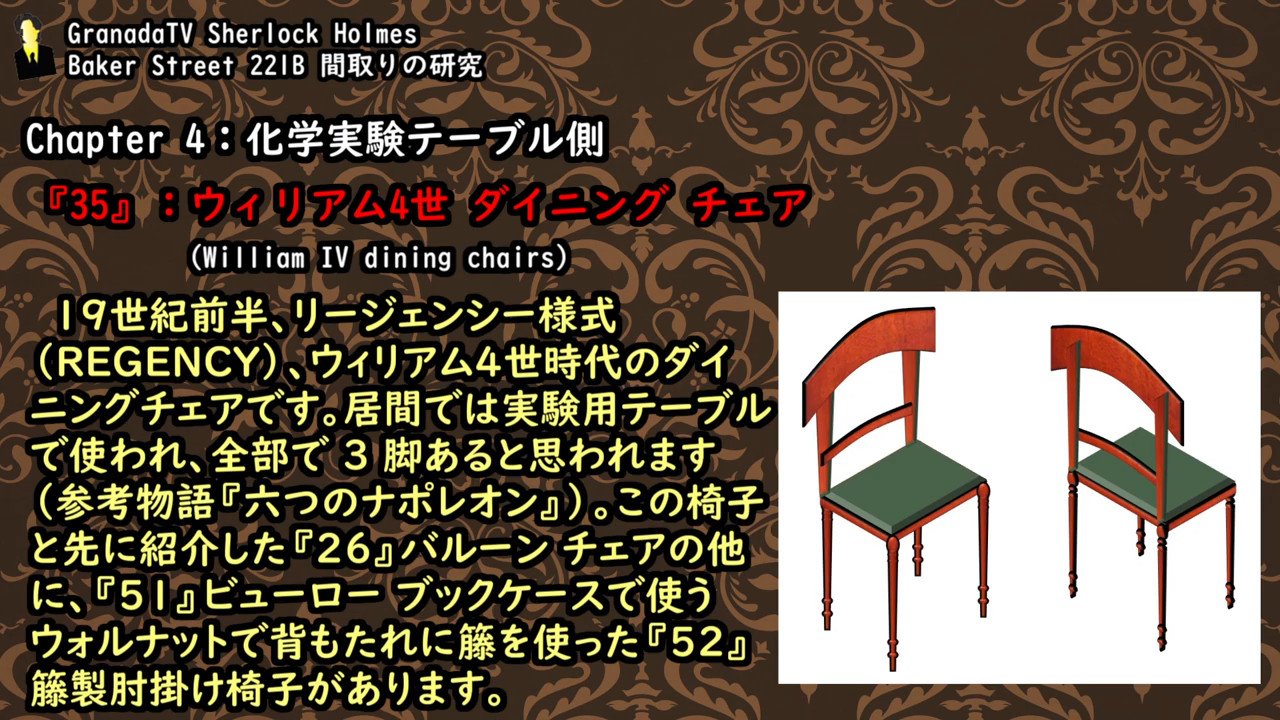 GranadaTV Sherlock Holmes
Baker Street 221B 間取りの研究
Chapter 4：化学実験テーブル側
『35』：ウィリアム4世 ダイニング チェア
(William IV dining chairs)
19世紀前半、リージェンシー様式
（REGENCY）、ウィリアム4世時代のダイ
ニングチェアです。居間では実験用テーブル
で使われ、全部で 3 脚あると思われます
（参考物語『六つのナポレオン』）。この椅子
と先に紹介した『26』バルーン チェアの他
に、『51』ビューロー ブックケースで使う
ウォルナットで背もたれに籐を使った『52』
籐製肘掛け椅子があります。